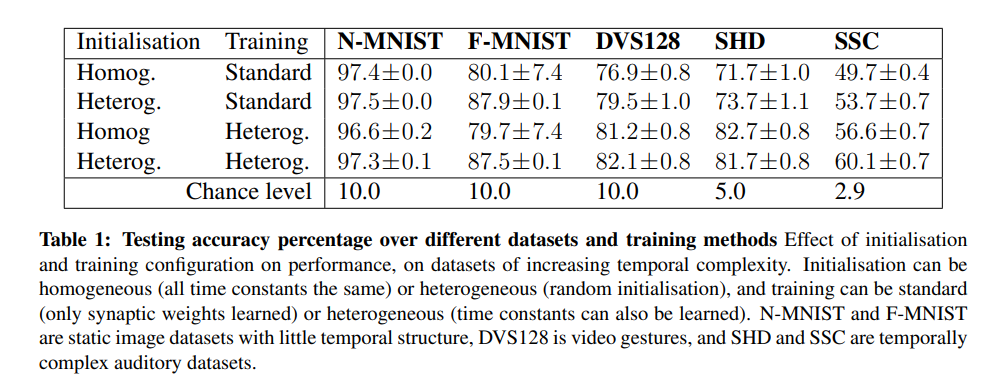 Initialisation Training N-MNIST F-MNIST DVS128 SHD SSC
Homog. Standard 97.4±0.0 80.1±7.4 76.9±0.8 71.7±1.0 49.7±0.4
Heterog. Standard 97.5±0.0 87.9±0.1 79.5±1.0 73.7±1.1 53.7±0.7
Homog Heterog. 96.6±0.2 79.7±7.4 81.2±0.8 82.7±0.8 56.6±0.7
Heterog. Heterog. 97.3±0.1 87.5±0.1 82.1±0.8 81.7±0.8 60.1±0.7
Chance level 10.0 10.0 10.0 5.0 2.9
Table 1: Testing accuracy percentage over different datasets and training methods Effect of initialisation
and training configuration on performance, on datasets of increasing temporal complexity. Initialisation can be
homogeneous (all time constants the same) or heterogeneous (random initialisation), and training can be standard
(only synaptic weights learned) or heterogeneous (time constants can also be learned). N-MNIST and F-MNIST
are static image datasets with little temporal structure, DVS128 is video gestures, and SHD and SSC are temporally
complex auditory datasets.